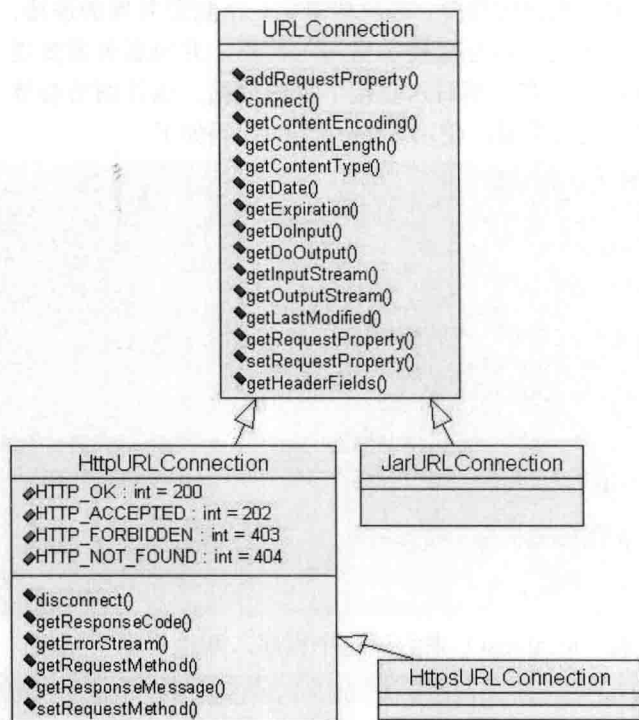 URLConnection
addRequestProperty()
connect()
getContentEncoding()
getContentLength()
getContentType()
getDate()
getExpiration()
getDoInput()
getDoOutput()
getInputStream()
getOutputStream()
getLastModified()
getRequestProperty()
setRequestProperty()
getHeaderFields()
HttpURLConnection
HTTP_OK : int = 200
HTTP_ACCEPTED : int = 202
HTTP_FORBIDDEN : int = 403
HTTP_NOT_FOUND : int = 404
disconnect()
getResponseCode()
getErrorStream()
getRequestMethod()
getResponseMessage()
setRequestMethod()
JarURLConnection
HttpsURLConnection